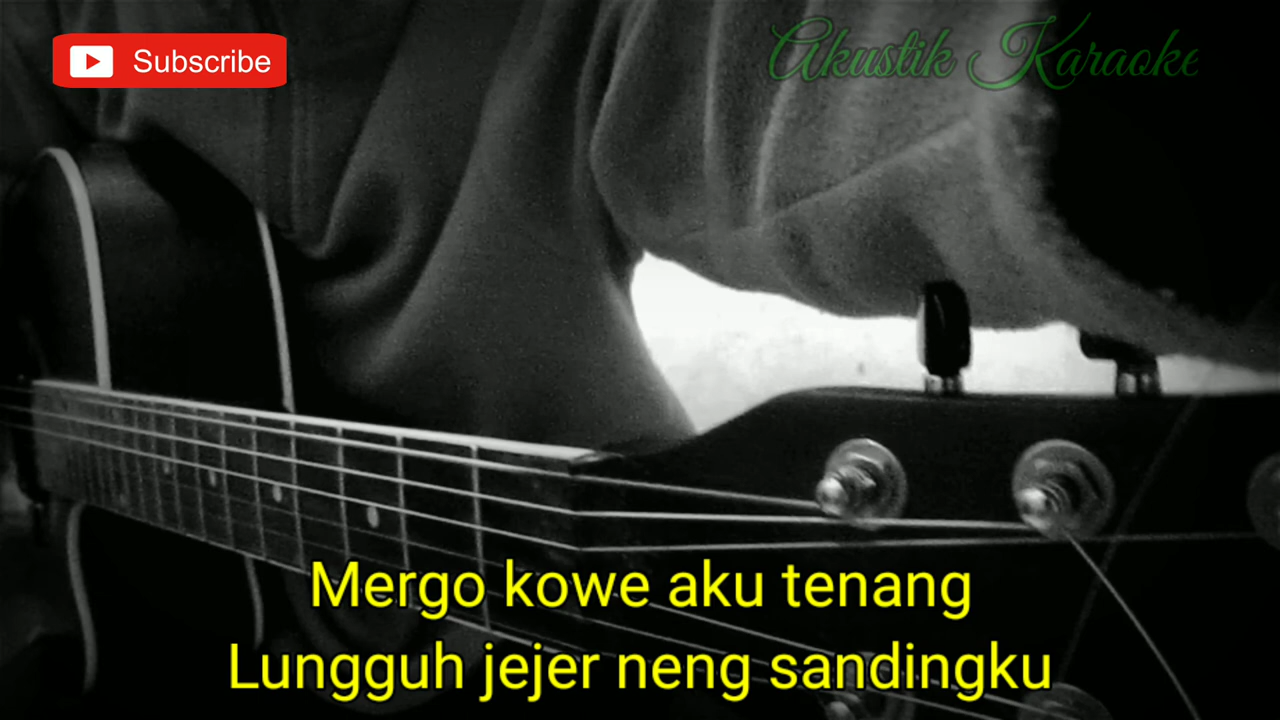 Subscribe
Akustik Karaoke
Mergo kowe aku tenang
Lungguh jejer neng sandingku